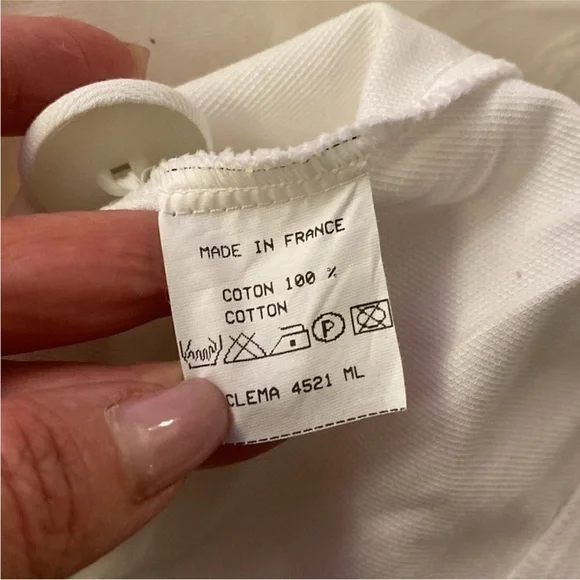 MADE IN FRANCE
COTON 100 %
COTTON
P
CLEMA 4521 ML